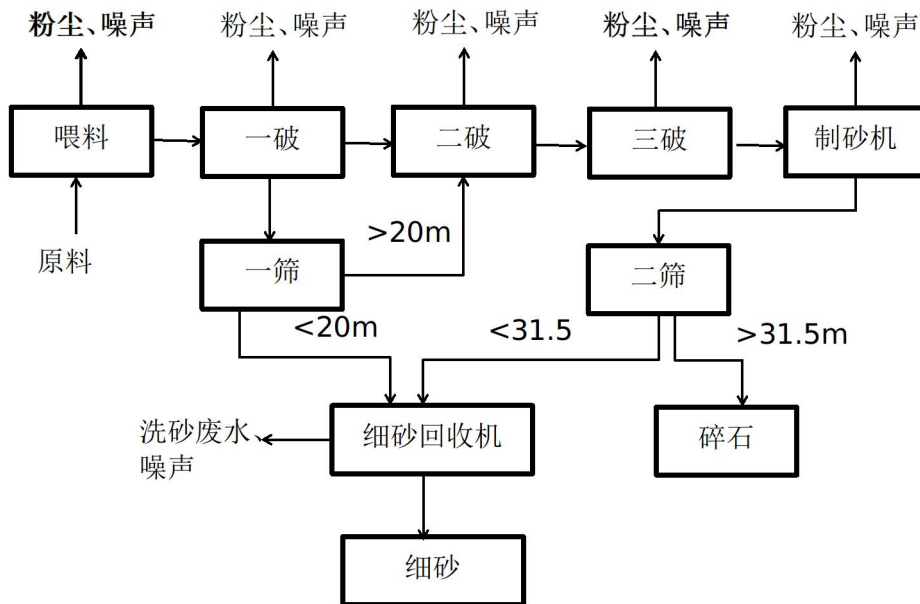 粉尘、噪声
粉尘、噪声
粉尘、噪声
粉尘、噪声
粉尘、噪声
喂料
一破
二破
三破
制砂机
原料
一筛
>20m
二筛
<20m
<31.5
>31.5m
洗砂废水、
噪声
细砂回收机
碎石
细砂